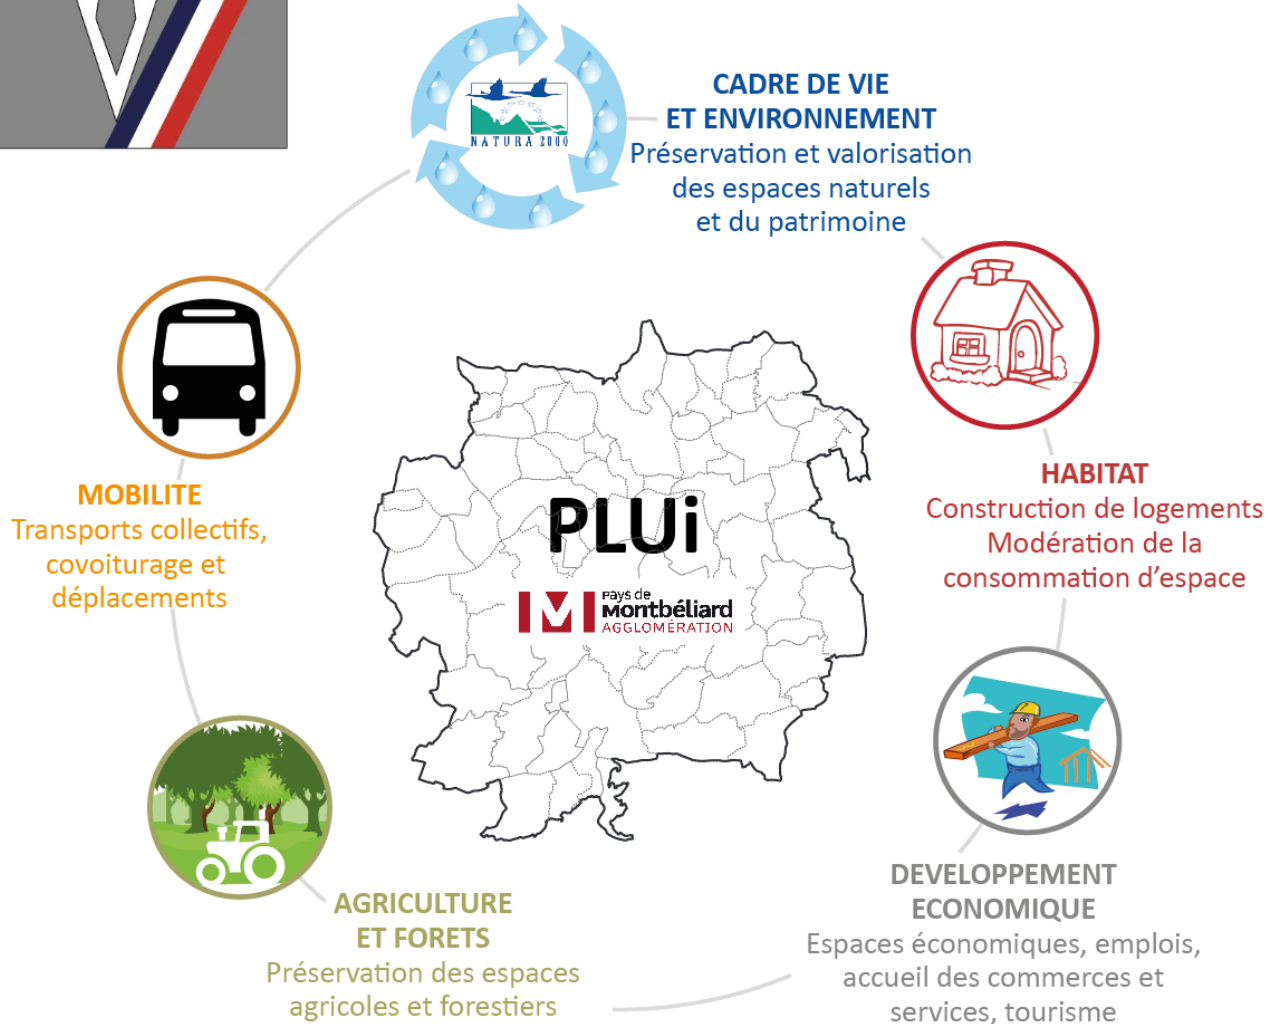 NATURA 2000
CADRE DE VIE
ET ENVIRONNEMENT
Préservation et valorisation
des espaces naturels
et du patrimoine
HABITAT
Construction de logements
Modération de la
consommation d'espace
MOBILITE
Transports collectifs,
covoiturage et
déplacements
PLUi
Pays de
Montbéliard
AGGLOMÉRATION
DEVELOPPEMENT
ECONOMIQUE
Espaces économiques, emplois,
accueil des commerces et
services, tourisme
AGRICULTURE
ET FORETS
Préservation des espaces
agricoles et forestiers